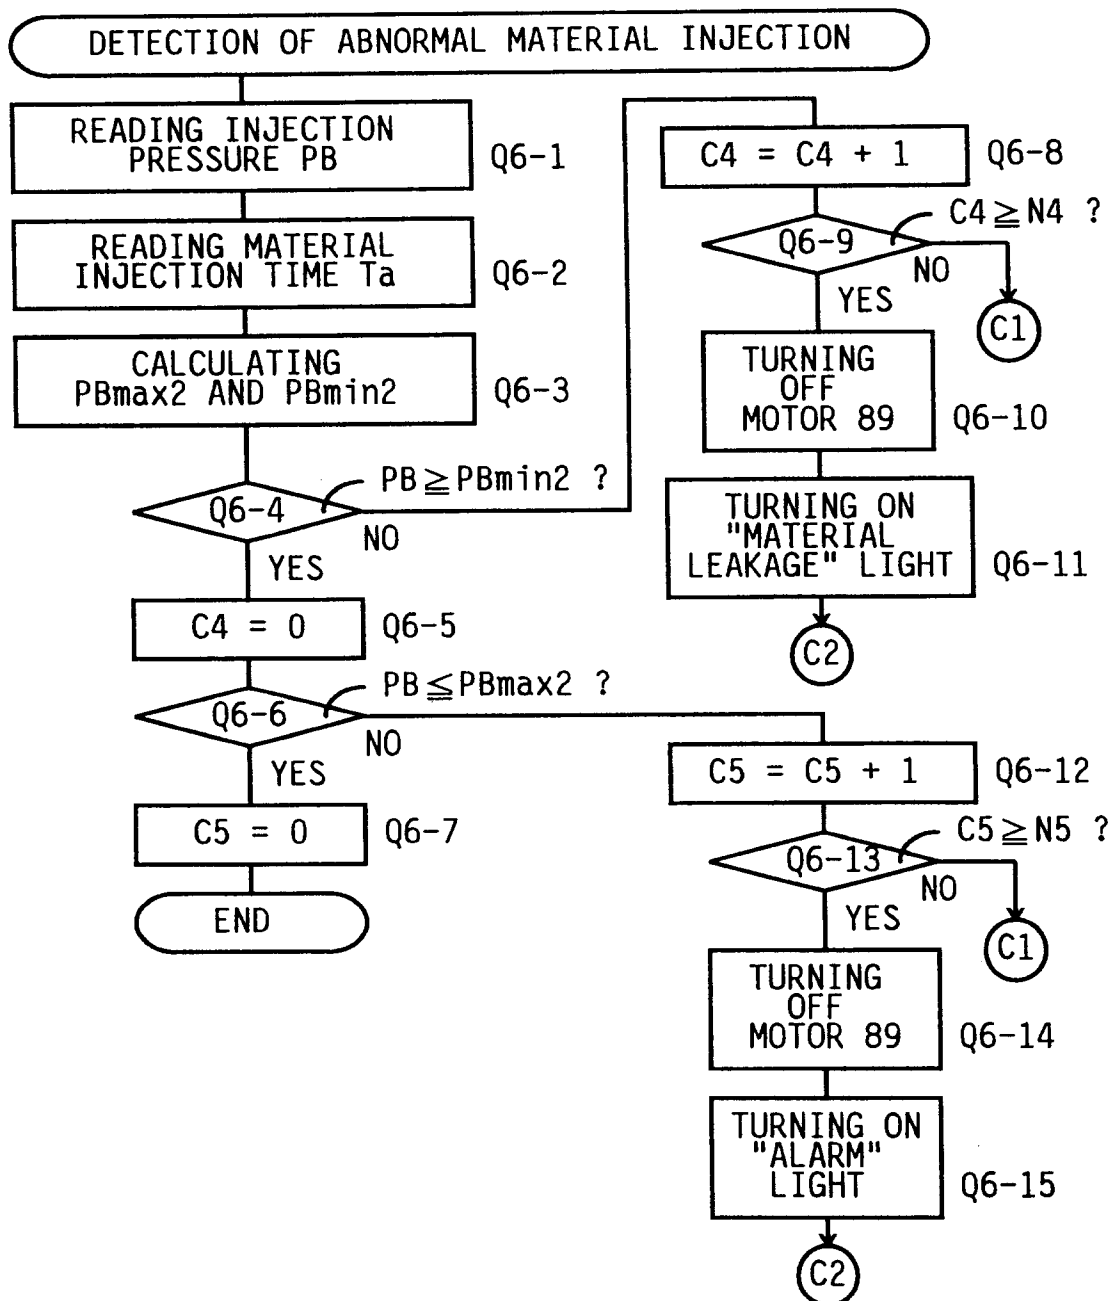 DETECTION OF ABNORMAL MATERIAL INJECTION
READING INJECTION
PRESSURE PB
Q6-1
READING MATERIAL
INJECTION TIME Ta
Q6-2
CALCULATING
PBmax2 AND PBmin2
Q6-3
PB≧PBmin2 ?
Q6-4
NO
YES
C4 = 0
Q6-5
PB≦PBmax2 ?
Q6-6
NO
YES
C5 = 0
Q6-7
END
C4 = C4 + 1
Q6-8
C4≧N4 ?
Q6-9
NO
YES
C1
TURNING
OFF
MOTOR 89
Q6-10
TURNING ON
"MATERIAL
LEAKAGE" LIGHT
Q6-11
C2
C5 = C5 + 1
Q6-12
C5≧N5 ?
Q6-13
NO
YES
C1
TURNING
OFF
MOTOR 89
Q6-14
TURNING ON
"ALARM"
LIGHT
Q6-15
C2